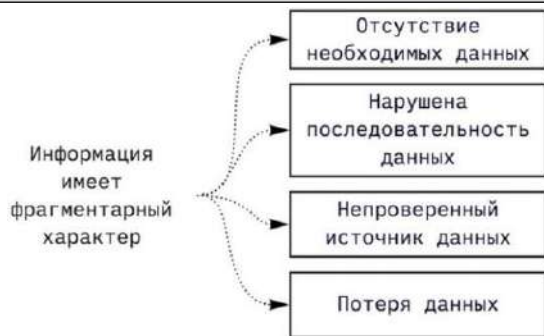 Информация
имеет
фрагментарный
характер
Отсутствие
необходимых данных
Нарушена
последовательность
данных
Непроверенный
источник данных
Потеря данных